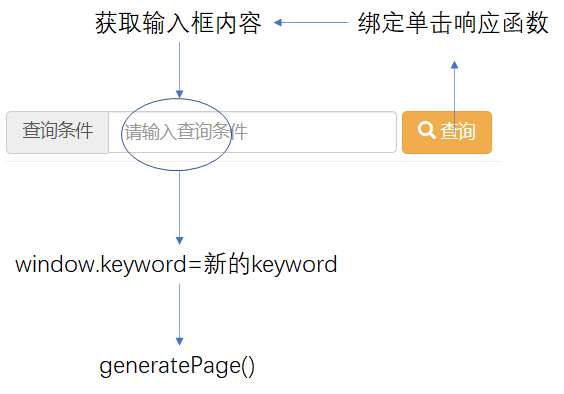 获取输入框内容
绑定单击响应函数
查询条件
请输入查询条件
查询
window.keyword=新的keyword
generatePage()